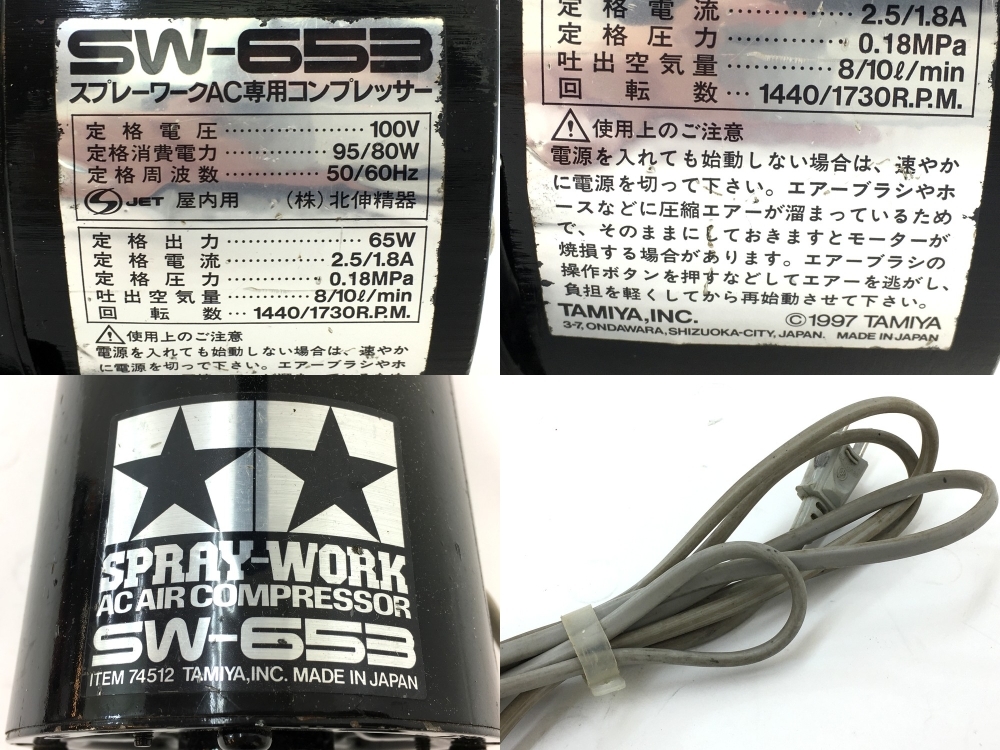 SW-653
スプレーワークAC専用コンプレッサー
定格電圧 ·················· 100V
定格消費電力 ············· 95/80W
定格周波数 ············ 50/60Hz
JET 屋内用 (株)北伸精器
定格出力 ·················· 65W
定格電流 ·············· 2.5/1.8A
定格圧力 ············· 0.18MPa
吐出空気量 ············ 8/10ℓ/min
回転数 ··· 1440/1730R.P.M.
使用上のご注意
電源を入れても始動しない場合は、速やか
に電源を切って下さい。エアーブラシやホ
定格電流 ·············· 2.5/1.8A
定格圧力 ············· 0.18MPa
吐出空気量 ············ 8/10ℓ/min
回転数 ··· 1440/1730R.P.M.
使用上のご注意
電源を入れても始動しない場合は、速やか
に電源を切って下さい。エアーブラシやホ
ースなどに圧縮エアーが溜まっているため
で、そのままにしておきますとモーターが
焼損する場合があります。エアーブラシの
操作ボタンを押すなどしてエアーを逃がし、
負担を軽くしてから再始動させて下さい。
TAMIYA,INC. ©1997 TAMIYA
3-7, ONDAWARA, SHIZUOKA-CITY, JAPAN. MADE IN JAPAN
SPRAY-WORK
AC AIR COMPRESSOR
SW-653
ITEM 74512 TAMIYA,INC. MADE IN JAPAN